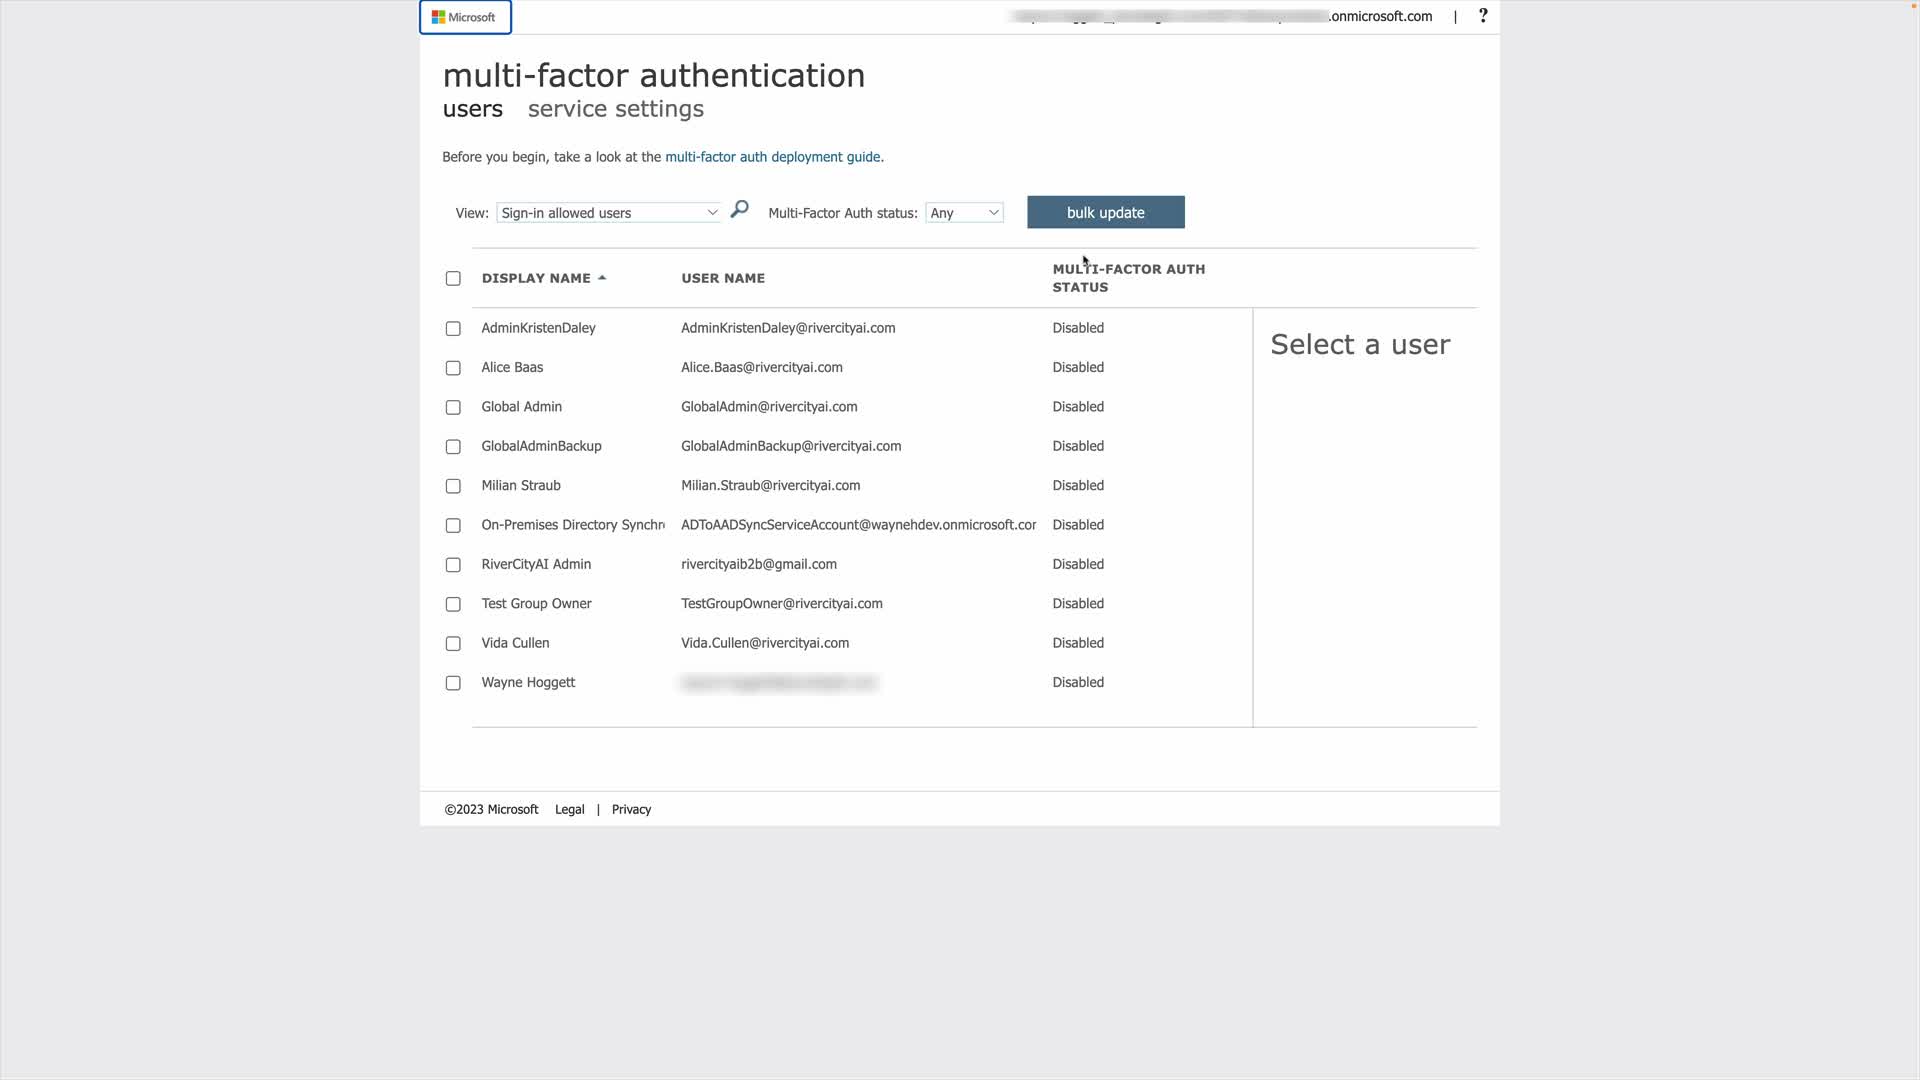 Microsoft
.onmicrosoft.com | ?
multi-factor authentication
users service settings
Before you begin, take a look at the multi-factor auth deployment guide.
View: Sign-in allowed users Multi-Factor Auth status: Any bulk update
DISPLAY NAME USER NAME MULTI-FACTOR AUTH
STATUS
AdminKristenDaley AdminKristenDaley@rivercityai.com Disabled
Select a user
Alice Baas Alice.Baas@rivercityai.com Disabled
Global Admin GlobalAdmin@rivercityai.com Disabled
GlobalAdminBackup GlobalAdminBackup@rivercityai.com Disabled
Milian Straub Milian.Straub@rivercityai.com Disabled
On-Premises Directory Synchr ADToAADSyncServiceAccount@waynehdev.onmicrosoft.com Disabled
RiverCityAI Admin rivercityaib2b@gmail.com Disabled
Test Group Owner TestGroupOwner@rivercityai.com Disabled
Vida Cullen Vida.Cullen@rivercityai.com Disabled
Wayne Hoggett Disabled
©2023 Microsoft Legal | Privacy